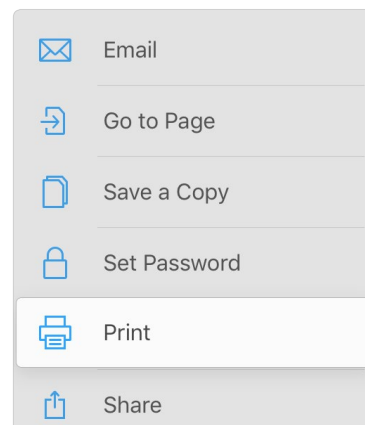 Email
Go to Page
Save a Copy
Set Password
Print
Share